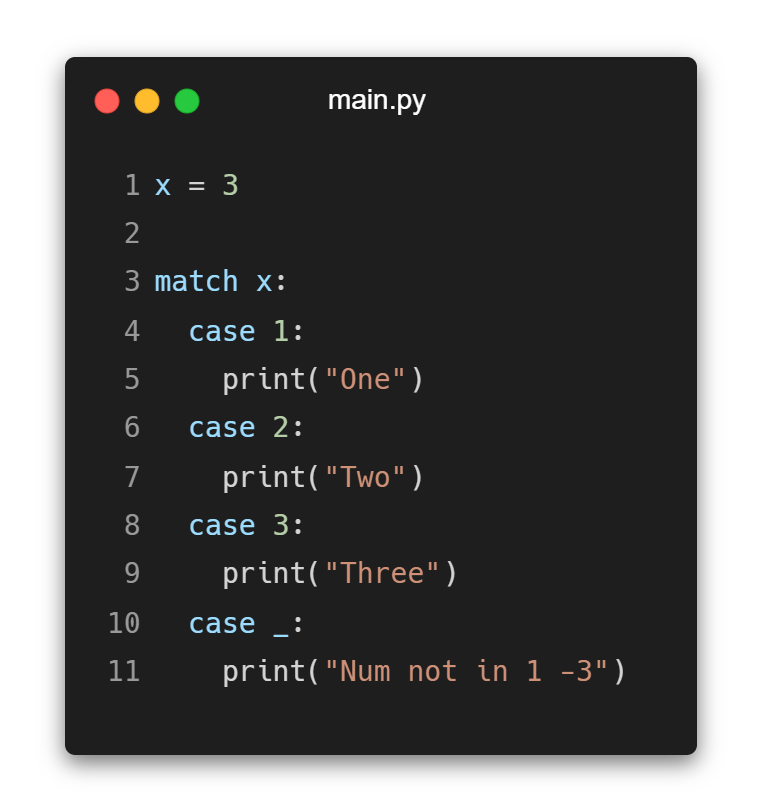 main.py
1 x = 3
2
3 match x:
4   case 1:
5     print("One")
6   case 2:
7     print("Two")
8   case 3:
9     print("Three")
10   case _:
11     print("Num not in 1 -3")